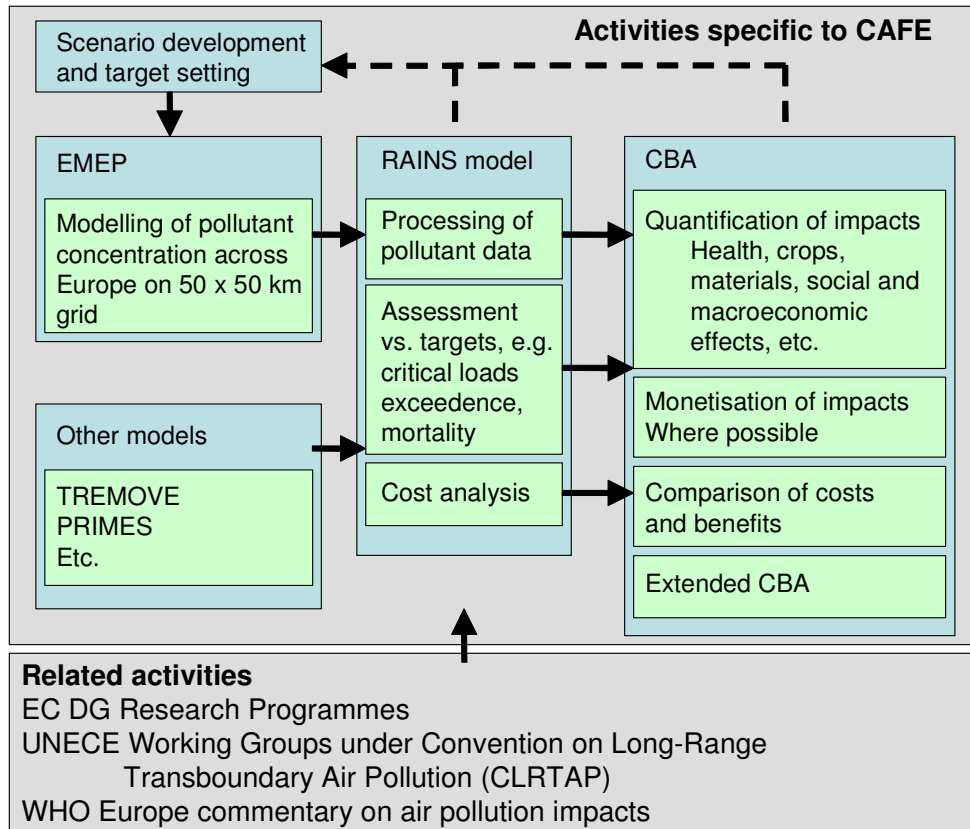 Activities specific to CAFE
Scenario development
and target setting
EMEP
Modelling of pollutant
concentration across
Europe on 50 x 50 km
grid
Other models
TREMOVE
PRIMES
Etc.
RAINS model
Processing of
pollutant data
Assessment
vs. targets, e.g.
critical loads
exceedence,
mortality
Cost analysis
CBA
Quantification of impacts
Health, crops,
materials, social and
macroeconomic
effects, etc.
Monetisation of impacts
Where possible
Comparison of costs
and benefits
Extended CBA
Related activities
EC DG Research Programmes
UNECE Working Groups under Convention on Long-Range
Transboundary Air Pollution (CLRTAP)
WHO Europe commentary on air pollution impacts